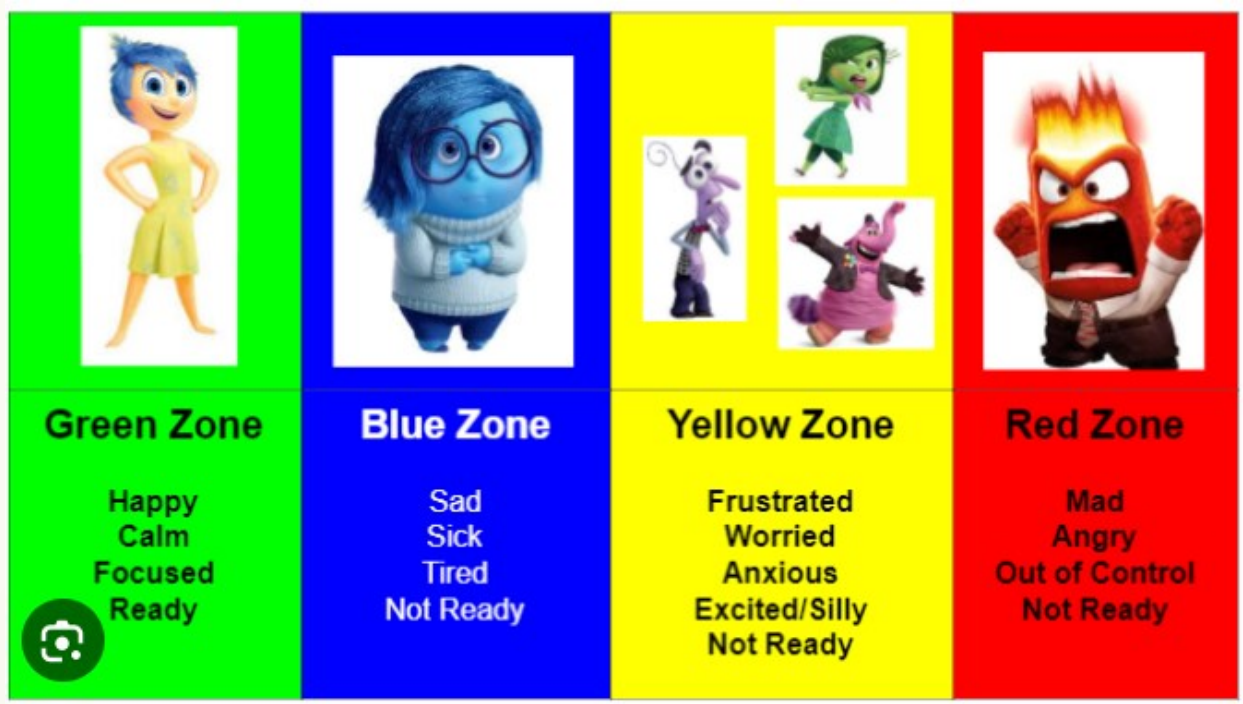 Green Zone
Happy
Calm
Focused
Ready
Blue Zone
Sad
Sick
Tired
Not Ready
Yellow Zone
Frustrated
Worried
Anxious
Excited/Silly
Not Ready
Red Zone
Mad
Angry
Out of Control
Not Ready